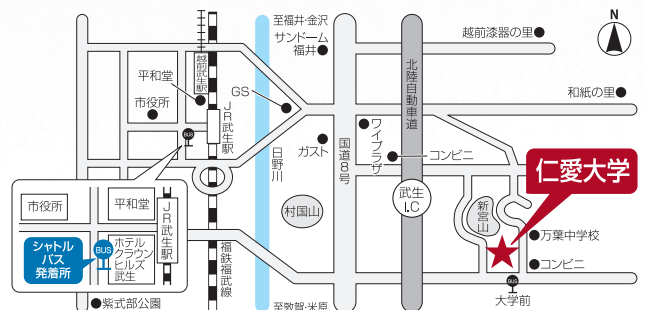 至福井・金沢
サンドーム
福井
越前漆器の里
N
越前武生駅
平和堂
市役所
GS
JR武生駅
BUS
日野川
ガスト
国道8号
ワイプラザ
コンビニ
北陸自動車道
和紙の里
武生
I.C
村国山
新宮山
仁愛大学
万葉中学校
コンビニ
BUS
大学前
市役所
平和堂
JR武生駅
シャトル
バス
発着所
BUS
ホテル
クラウン
ヒルズ
武生
福鉄福武線
紫式部公園
至敦賀・米原